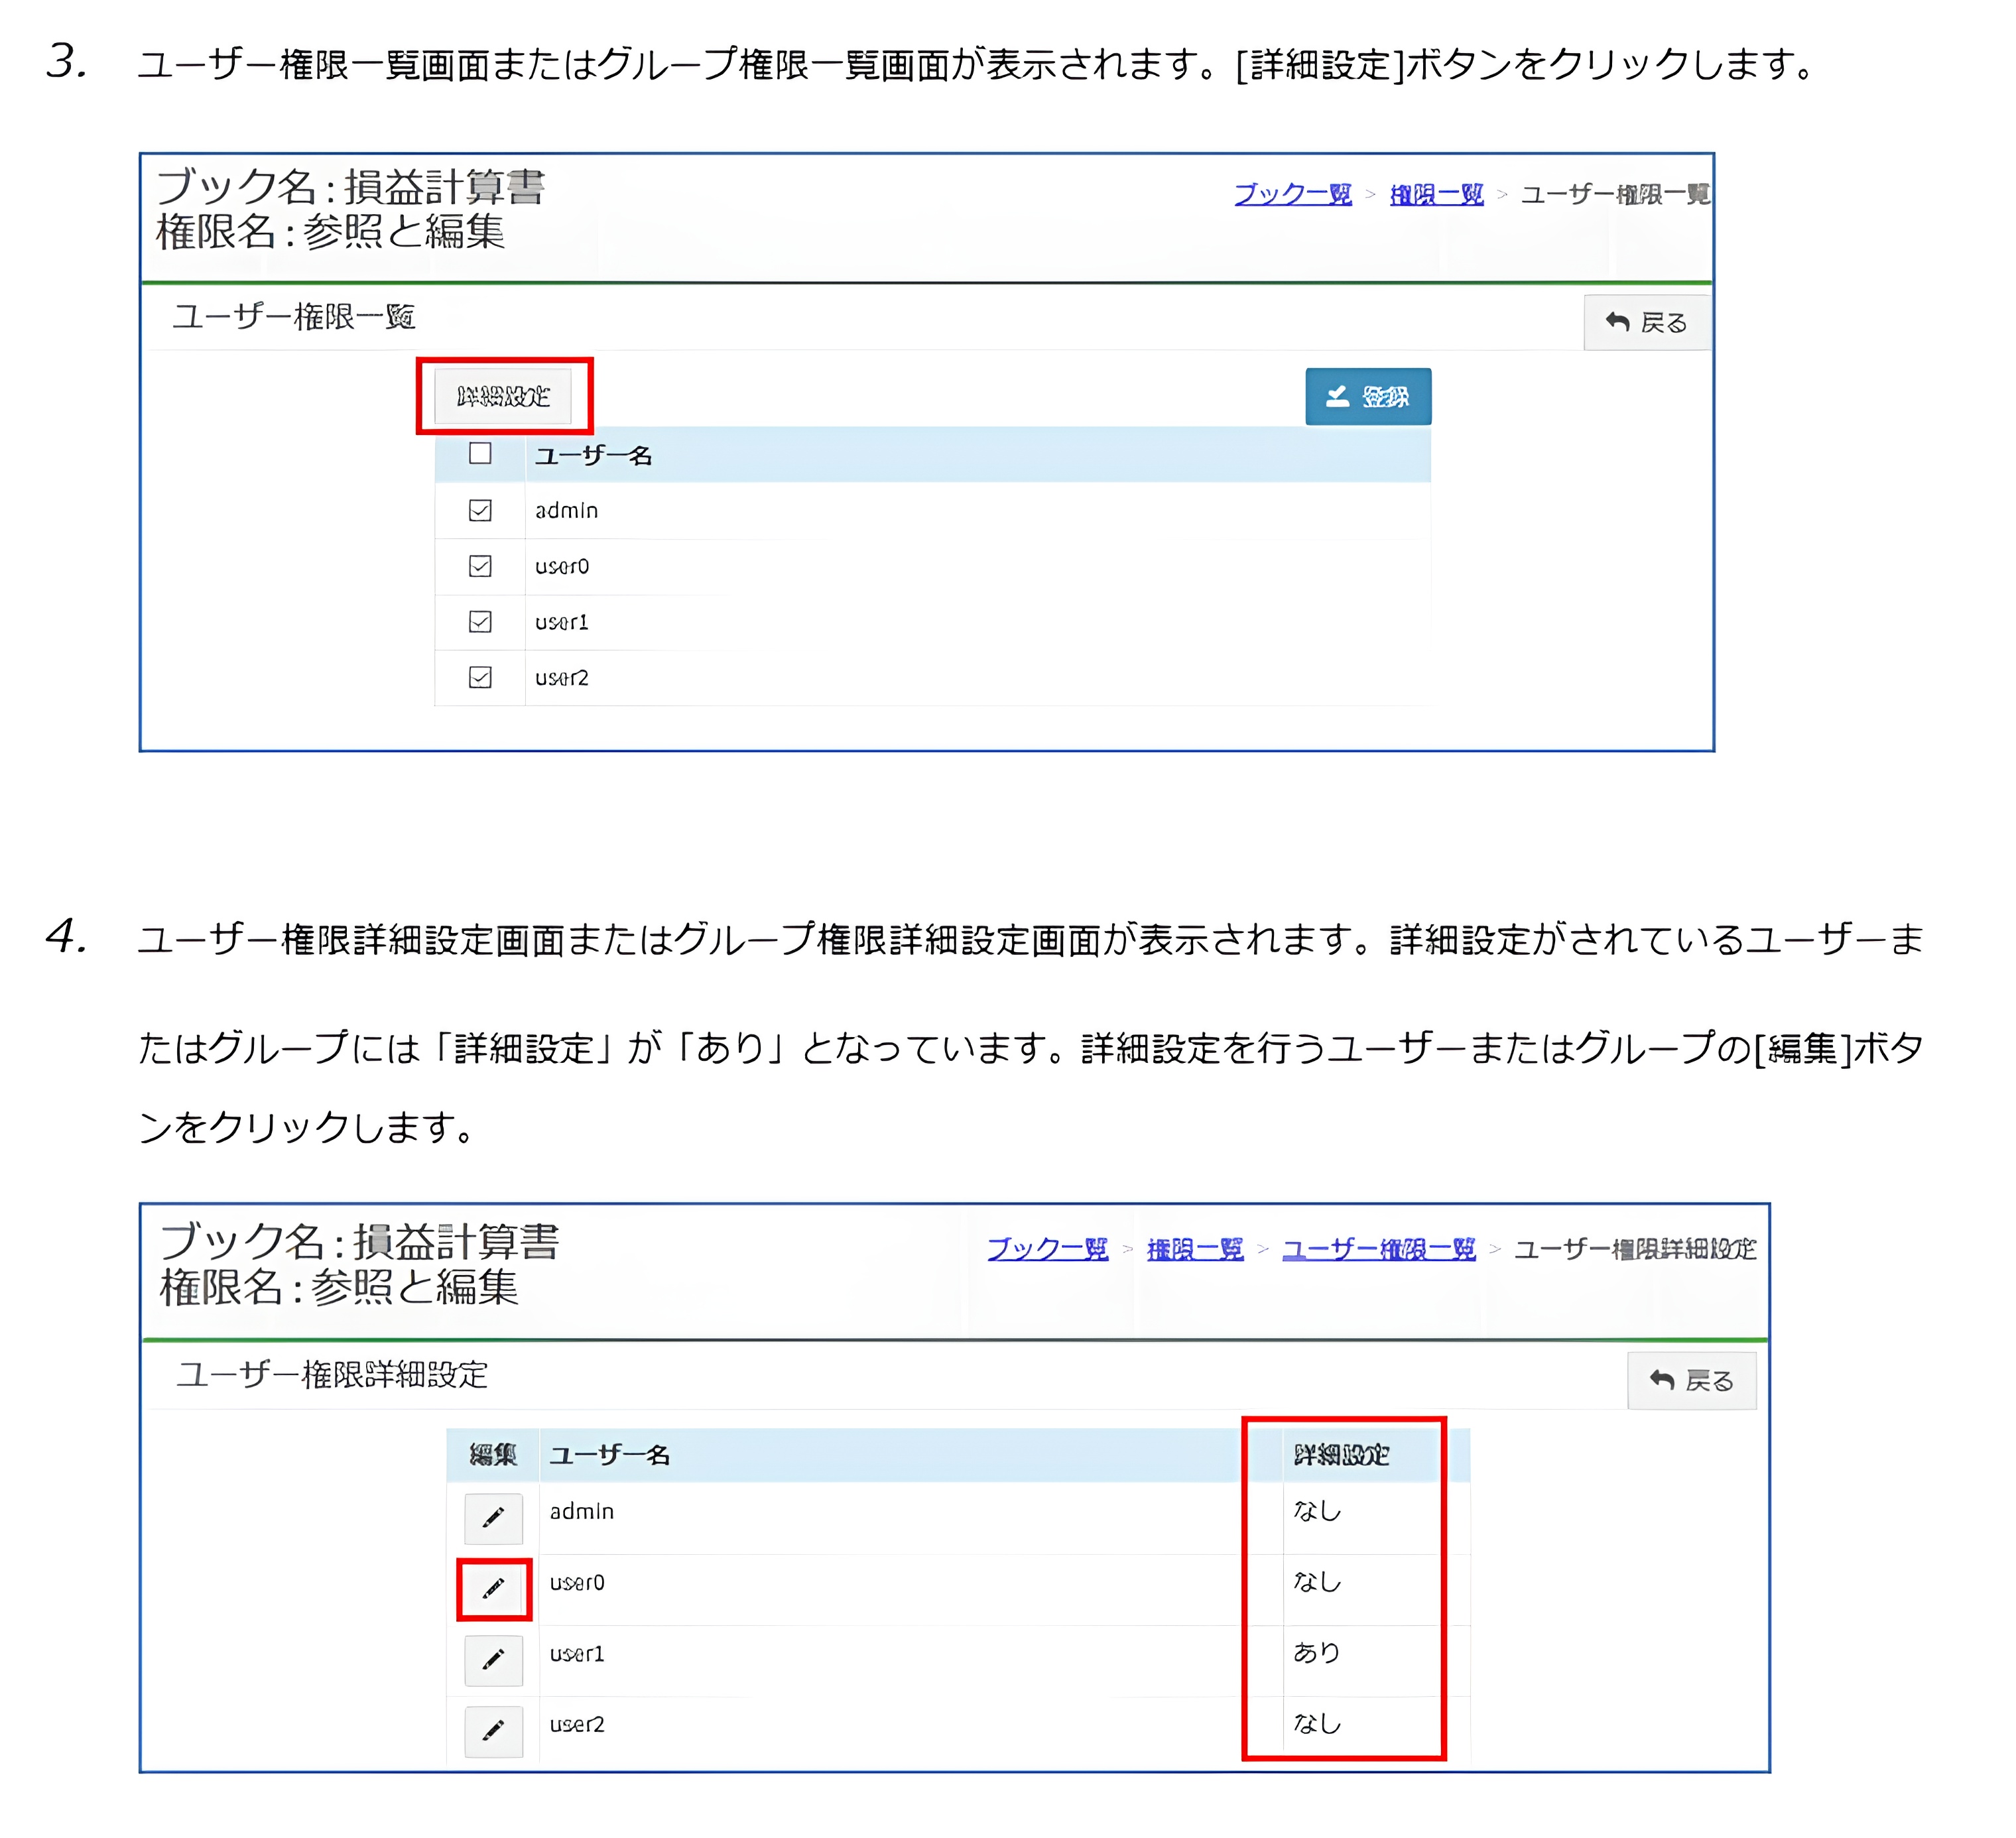 3. ユーザー権限一覧画面またはグループ権限一覧画面が表示されます。[詳細設定]ボタンをクリックします。
ブック名:損益計算書
権限名:参照と編集
ブック一覧 > 権限一覧 > ユーザー権限一覧
ユーザー権限一覧
戻る
詳細設定
登録
ユーザー名
admin
user0
user1
user2
4. ユーザー権限詳細設定画面またはグループ権限詳細設定画面が表示されます。詳細設定がされているユーザーま
たはグループには「詳細設定」が「あり」となっています。詳細設定を行うユーザーまたはグループの[編集]ボタ
ンをクリックします。
ブック名:損益計算書
権限名:参照と編集
ブック一覧 > 権限一覧 > ユーザー権限一覧 > ユーザー権限詳細設定
ユーザー権限詳細設定
戻る
編集 ユーザー名 詳細設定
admin なし
user0 なし
user1 あり
user2 なし